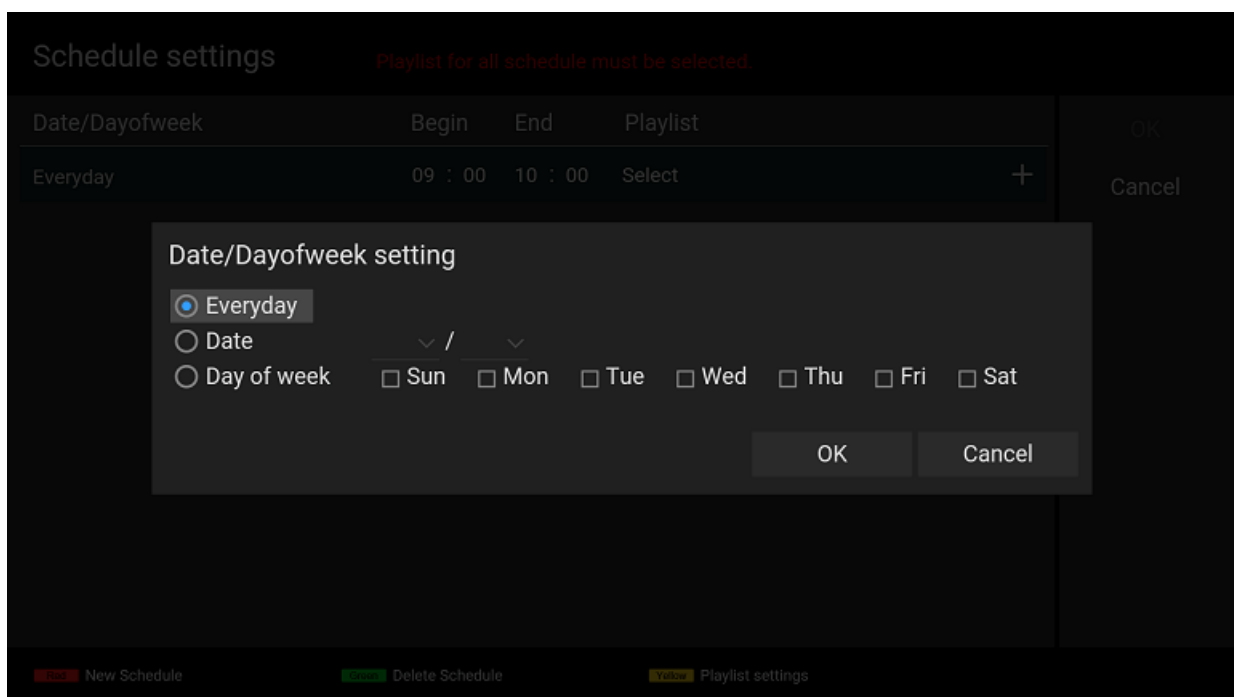 Schedule settings Playlist for all schedule must be selected.
Date/Dayofweek Begin End Playlist
OK
Everyday 09 : 00 10 : 00 Select +
Cancel
Date/Dayofweek setting
Everyday
Date /
Day of week Sun Mon Tue Wed Thu Fri Sat
OK Cancel
Red New Schedule Green Delete Schedule Yellow Playlist settings